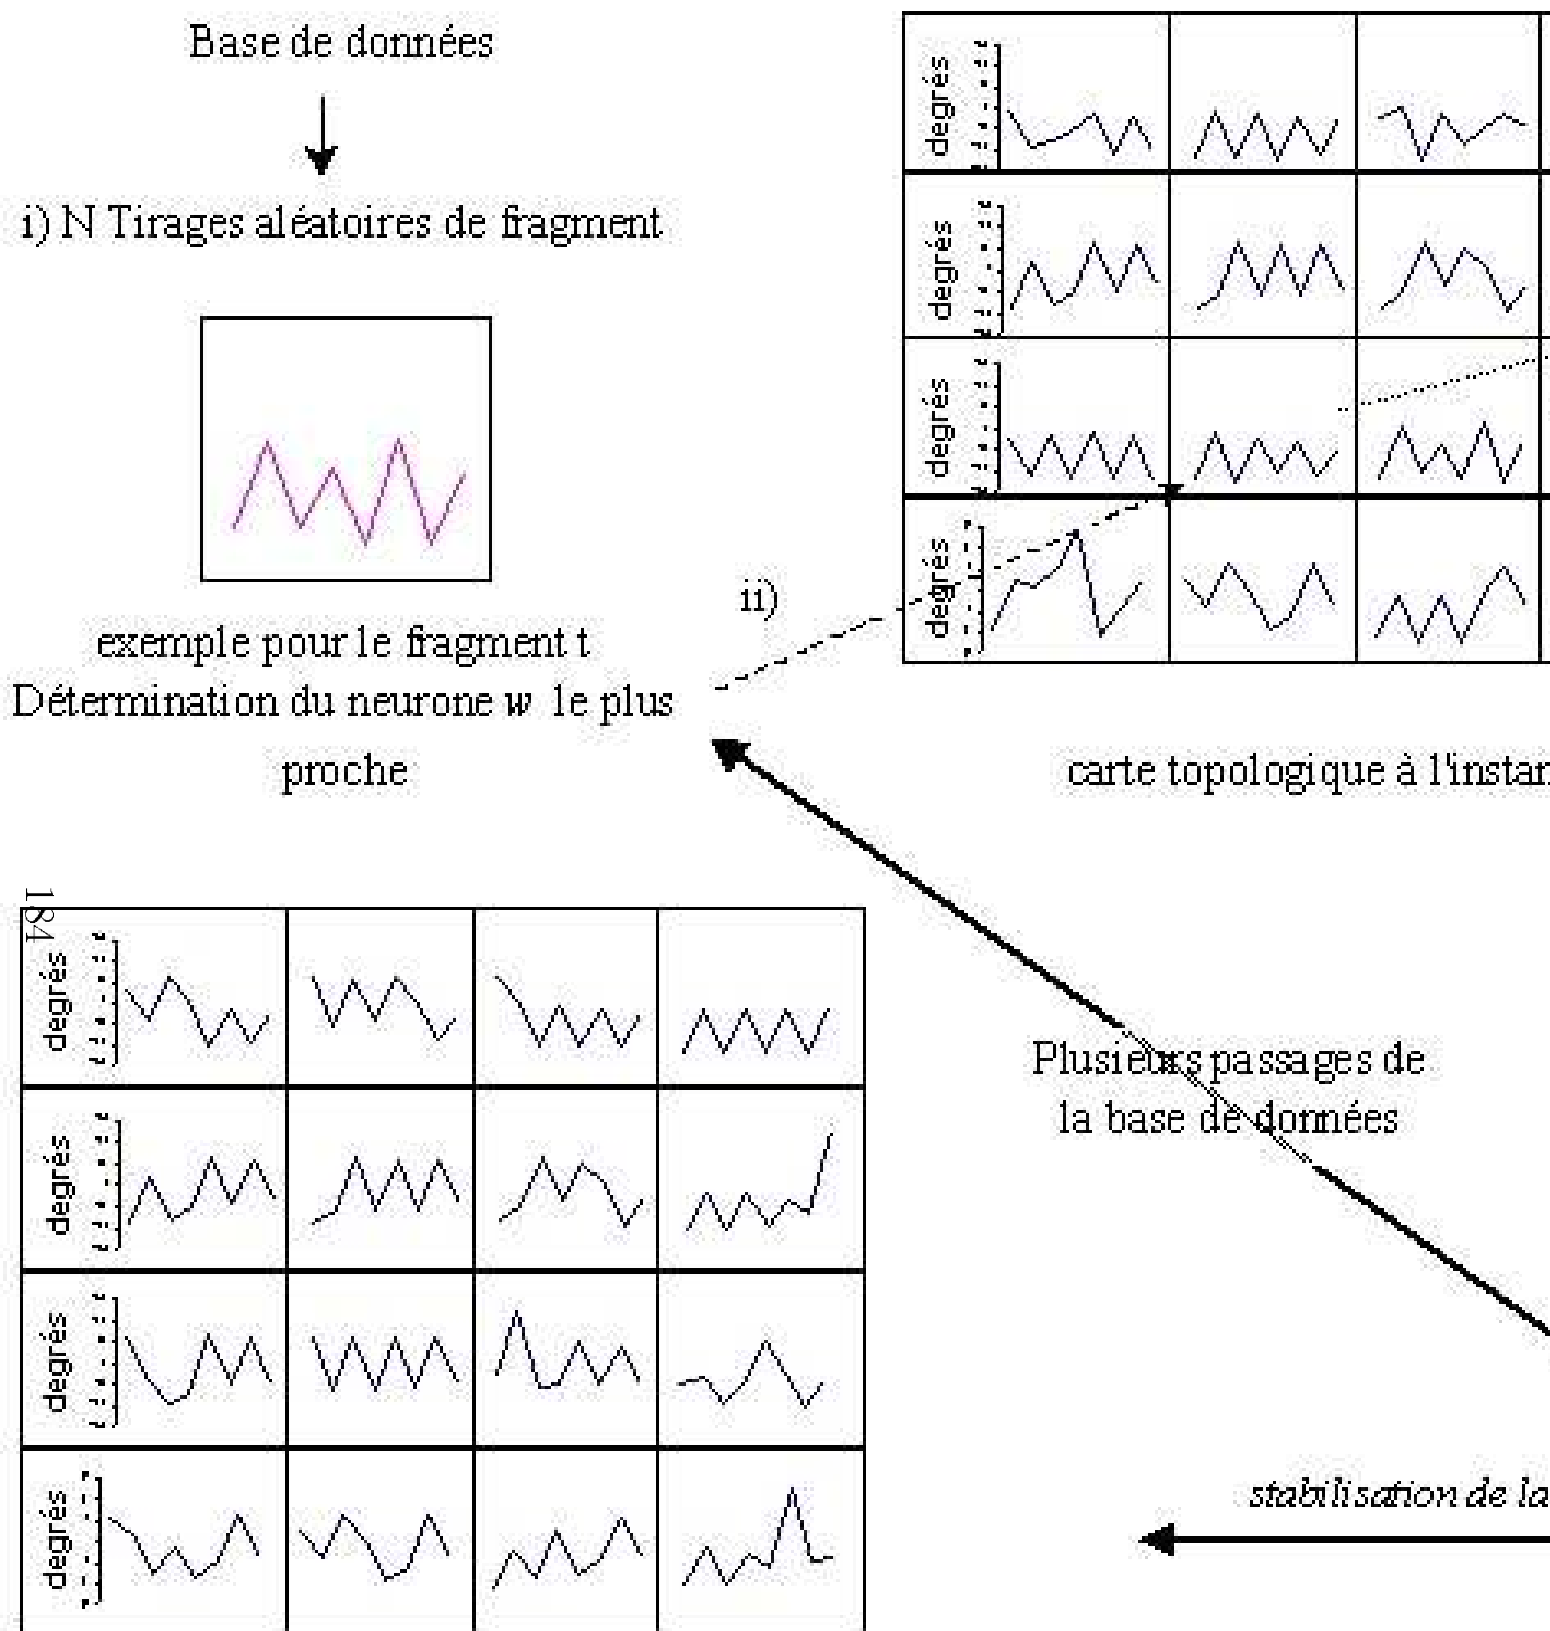 Base de données
i) N Tirages aléatoires de fragment
exemple pour le fragment t
Détermination du neurone w le plus
proche
ii)
degrés
degrés
degrés
degrés
carte topologique à l'instan
184
degrés
degrés
degrés
degrés
Plusieurs passages de
la base de données
stabilisation de la